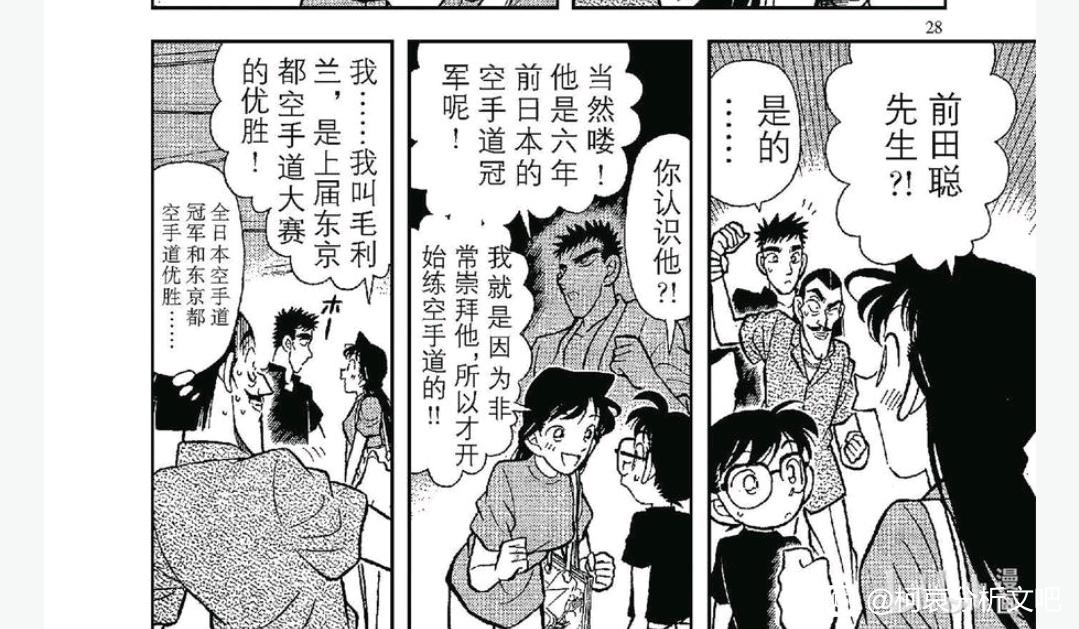 28
前田聪
先生?!
是的
……
你认识他?!
当然喽！
他是六年
前日本的
空手道冠
军呢！
我就是因为非
常崇拜他，所以才开
始练空手道的!!
我……我叫毛利
兰，是上届东京
都空手道大赛
的优胜！
ホー
全日本空手道
冠军和东京都
空手道优胜……
漫
@柯哀分析文吧